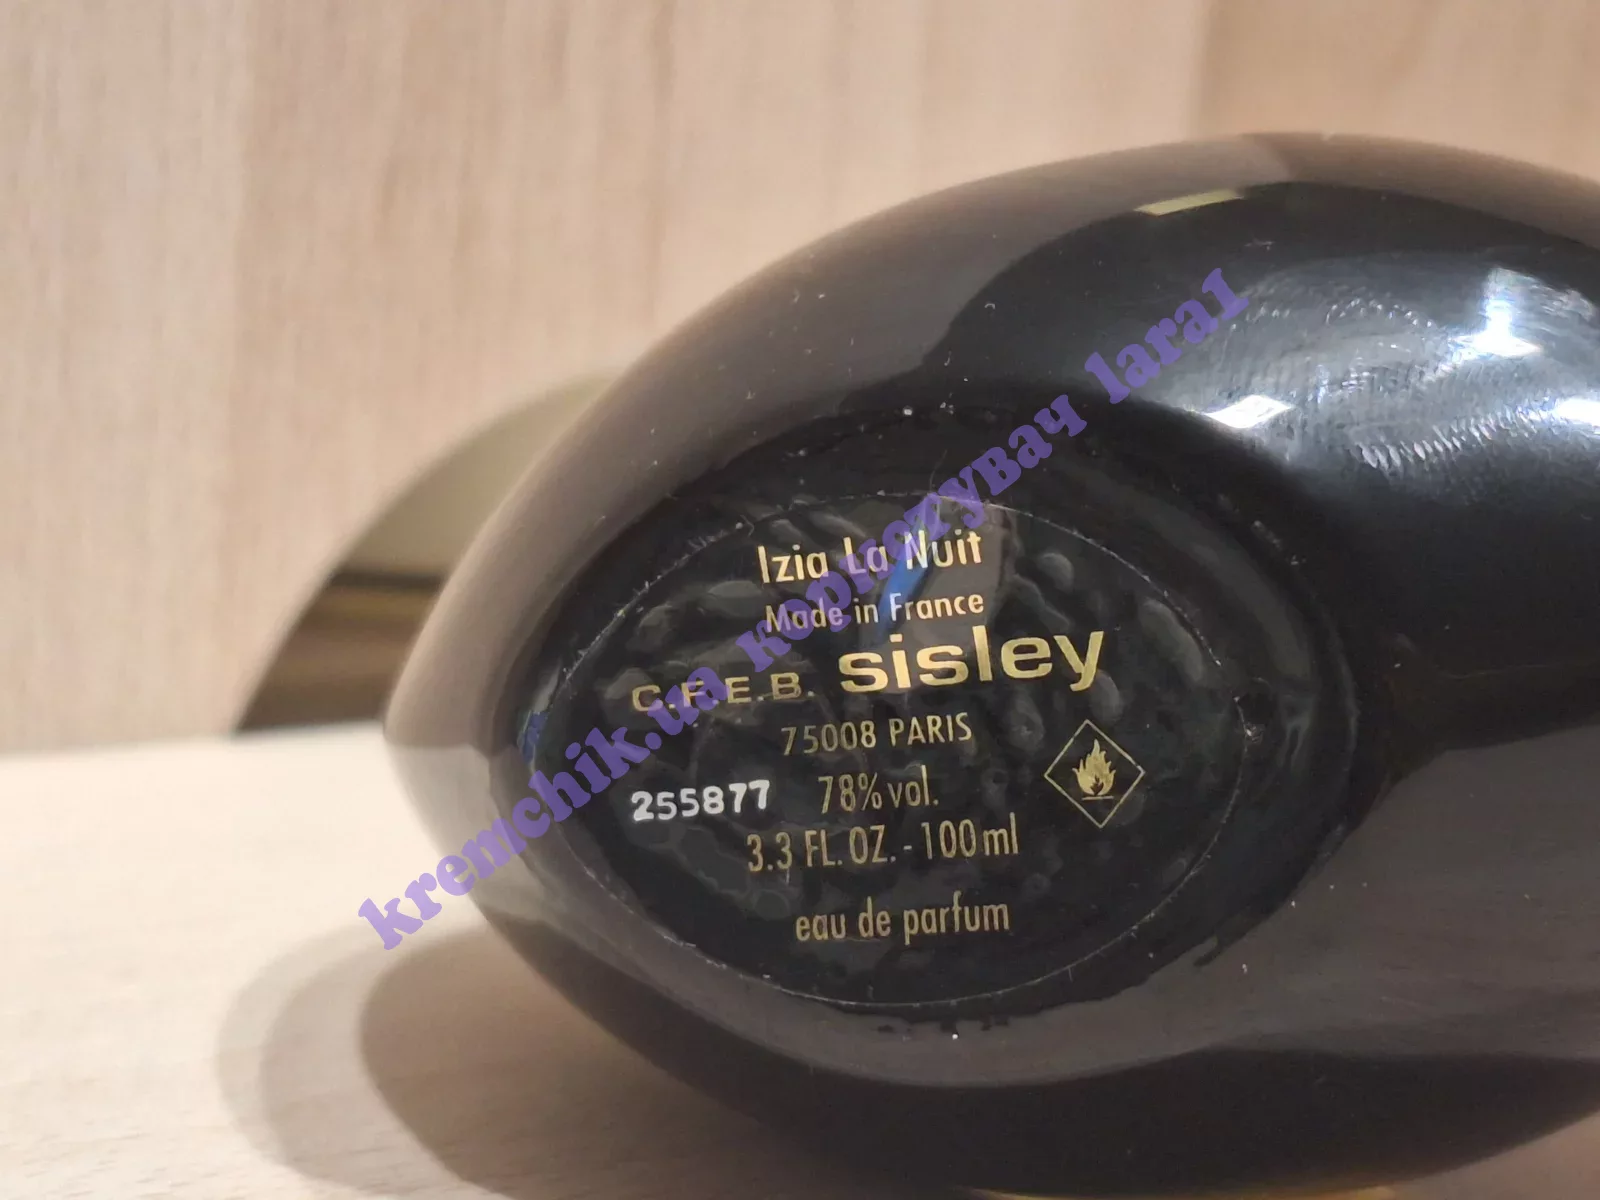 Izia La Nuit
Made in France
C.F.E.B. sisley
75008 PARIS
255877 78% vol.
3.3 FL. OZ. - 100 ml
eau de parfum
kremchik.ua користувач lara1